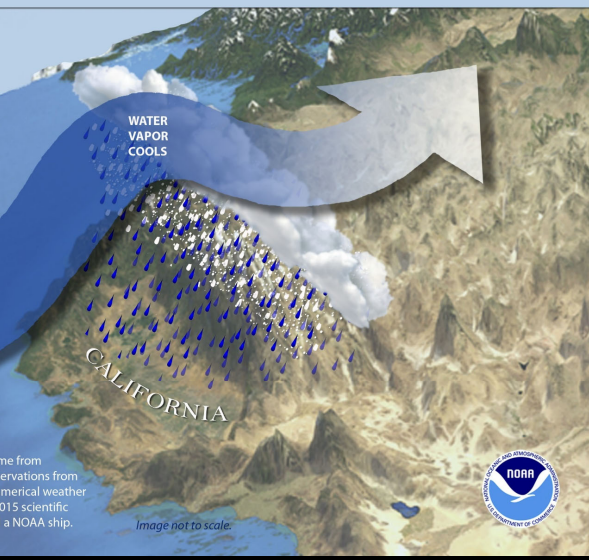 WATER
VAPOR
COOLS
CALIFORNIA
me from
ervations from
merical weather
015 scientific
a NOAA ship.
Image not to scale.
NATIONAL OCEANIC AND ATMOSPHERIC ADMINISTRATION
NOAA
U.S. DEPARTMENT OF COMMERCE